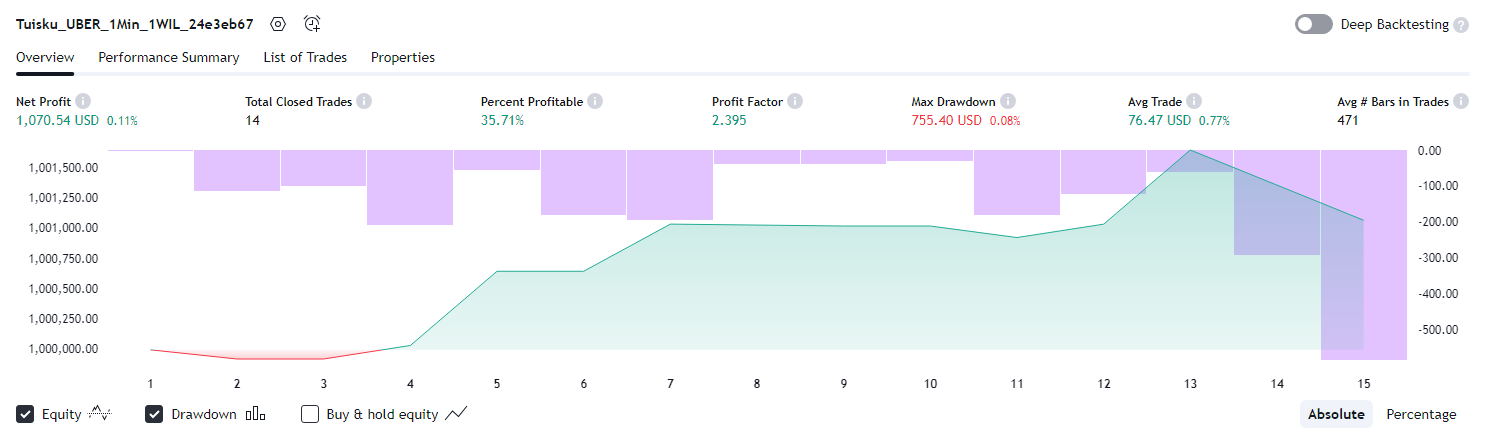 Tuisku_UBER_1Min_1WIL_24e3eb67 Deep Backtesting ?
Overview Performance Summary List of Trades Properties
Net Profit Total Closed Trades Percent Profitable Profit Factor Max Drawdown Avg Trade Avg # Bars in Trades
1,070.54 USD 0.11% 14 35.71% 2.395 755.40 USD 0.08% 76.47 USD 0.77% 471
0.00
1,001,500.00
-100.00
1,001,250.00
-200.00
1,001,000.00
-300.00
1,000,750.00
-400.00
1,000,500.00
1,000,250.00
-500.00
1,000,000.00
1 2 3 4 5 6 7 8 9 10 11 12 13 14 15
Equity Drawdown Buy & hold equity Absolute Percentage